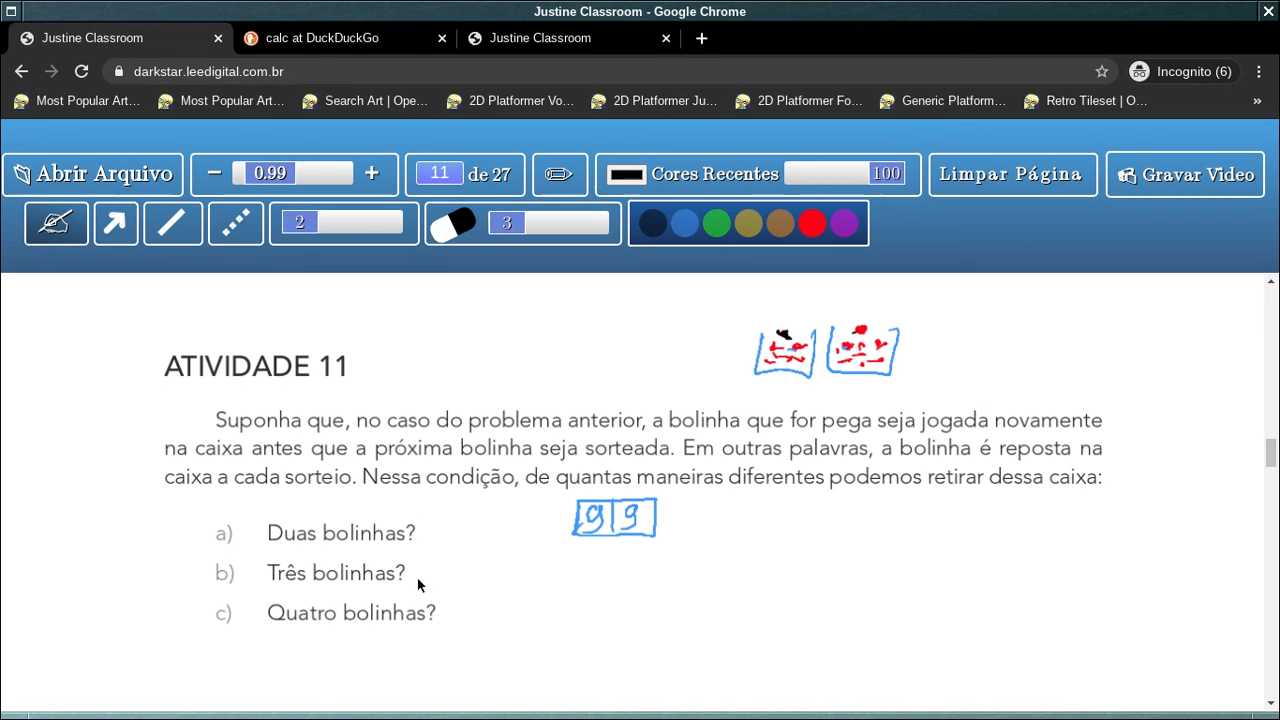 Justine Classroom - Google Chrome
Justine Classroom
calc at DuckDuckGo
Justine Classroom
darkstar.leedigital.com.br
Incognito (6)
Most Popular Art…
Most Popular Art…
Search Art | Ope…
2D Platformer Vo…
2D Platformer Ju…
2D Platformer Fo…
Generic Platform…
Retro Tileset | O…
»
Abrir Arquivo
− 0.99 +
11 de 27
Cores Recentes 100
Limpar Página
Gravar Video
2
3
ATIVIDADE 11
Suponha que, no caso do problema anterior, a bolinha que for pega seja jogada novamente
na caixa antes que a próxima bolinha seja sorteada. Em outras palavras, a bolinha é reposta na
caixa a cada sorteio. Nessa condição, de quantas maneiras diferentes podemos retirar dessa caixa:
9 9
a) Duas bolinhas?
b) Três bolinhas?
c) Quatro bolinhas?